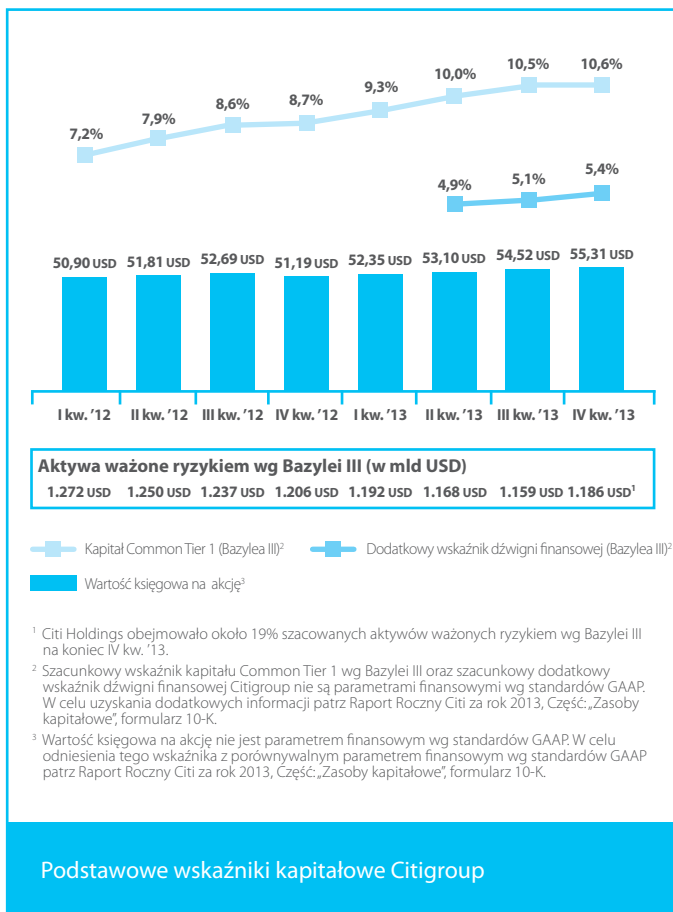 7,2% 7,9% 8,6% 8,7% 9,3% 10,0% 10,5% 10,6%
4,9% 5,1% 5,4%
50,90 USD 51,81 USD 52,69 USD 51,19 USD 52,35 USD 53,10 USD 54,52 USD 55,31 USD
I kw. ’12 II kw. ’12 III kw. ’12 IV kw. ’12 I kw. ’13 II kw. ’13 III kw. ’13 IV kw. ’13
Aktywa ważone ryzykiem wg Bazylei III (w mld USD)
1.272 USD 1.250 USD 1.237 USD 1.206 USD 1.192 USD 1.168 USD 1.159 USD 1.186 USD¹
Kapitał Common Tier 1 (Bazylea III)² Dodatkowy wskaźnik dźwigni finansowej (Bazylea III)²
Wartość księgowa na akcję³
¹ Citi Holdings obejmowało około 19% szacowanych aktywów ważonych ryzykiem wg Bazylei III
na koniec IV kw. ’13.
² Szacunkowy wskaźnik kapitału Common Tier 1 wg Bazylei III oraz szacunkowy dodatkowy
wskaźnik dźwigni finansowej Citigroup nie są parametrami finansowymi wg standardów GAAP.
W celu uzyskania dodatkowych informacji patrz Raport Roczny Citi za rok 2013, Część: „Zasoby
kapitałowe”, formularz 10-K.
³ Wartość księgowa na akcję nie jest parametrem finansowym wg standardów GAAP. W celu
odniesienia tego wskaźnika z porównywalnym parametrem finansowym wg standardów GAAP
patrz Raport Roczny Citi za rok 2013, Część: „Zasoby kapitałowe”, formularz 10-K.
Podstawowe wskaźniki kapitałowe Citigroup